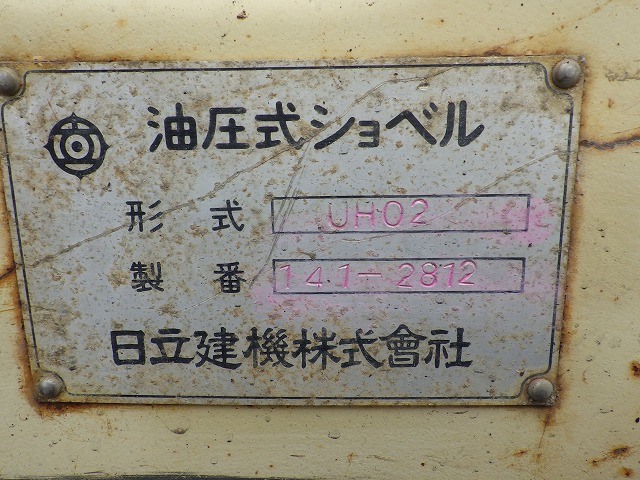 油圧式ショベル
形式 UH02
製番 141-2812
日立建機株式會社